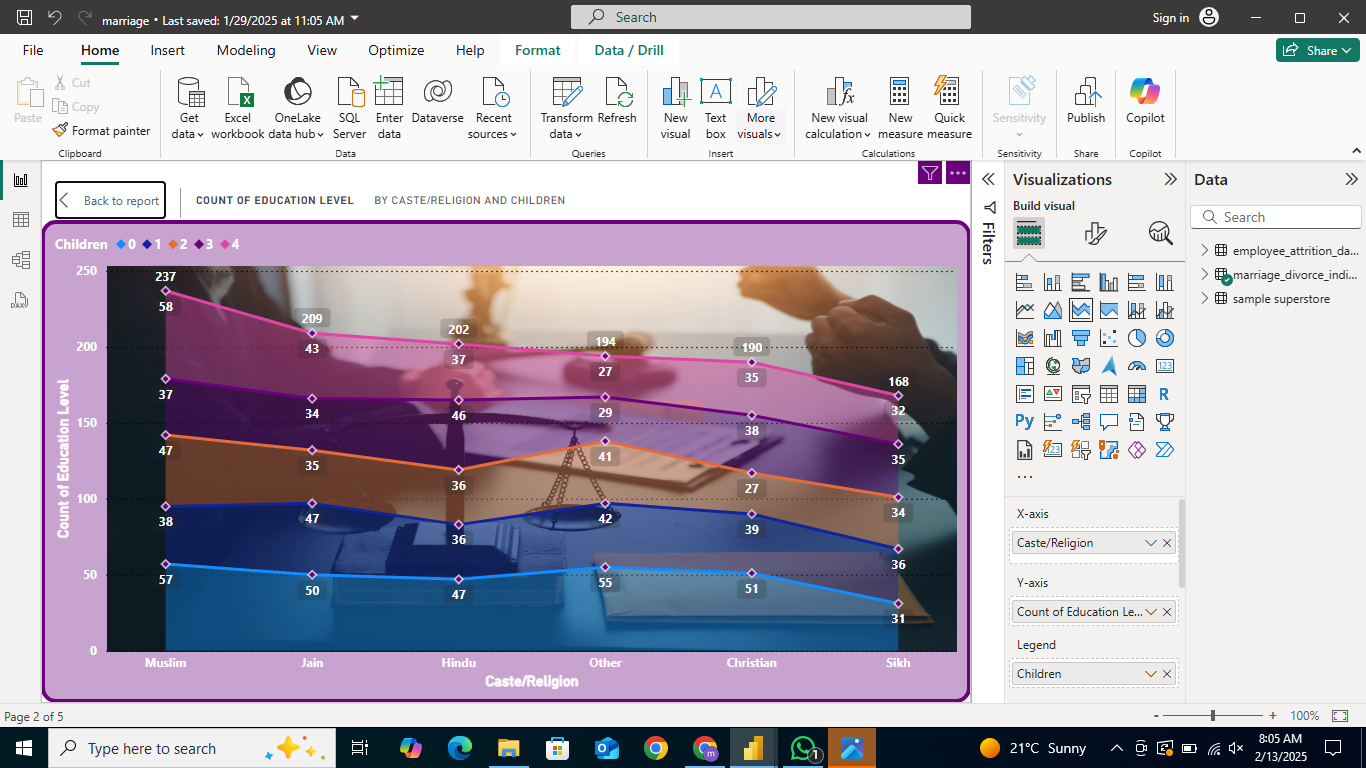 marriage • Last saved: 1/29/2025 at 11:05 AM
Search
Sign in
File Home Insert Modeling View Optimize Help Format Data / Drill
Share
Paste
Cut
Copy
Format painter
Clipboard
Get data
Excel workbook
OneLake data hub
SQL Server
Enter data
Dataverse
Recent sources
Data
Transform data
Refresh
Queries
New visual
Text box
More visuals
Insert
New visual calculation
New measure
Quick measure
Calculations
Sensitivity
Sensitivity
Publish
Share
Copilot
Copilot
Back to report
COUNT OF EDUCATION LEVEL BY CASTE/RELIGION AND CHILDREN
Children 0 1 2 3 4
Count of Education Level
250
200
150
100
50
0
237 209 202 194 190 168
58 43 37 27 35 32
37 34 46 29 38 35
47 35 36 41 27 34
38 47 36 42 39 36
57 50 47 55 51 31
Muslim Jain Hindu Other Christian Sikh
Caste/Religion
Filters
Visualizations
Build visual
X-axis
Caste/Religion
Y-axis
Count of Education Le...
Legend
Children
Data
Search
employee_attrition_da...
marriage_divorce_indi...
sample superstore
Page 2 of 5
- + 100%
Type here to search
21°C Sunny
8:05 AM
2/13/2025